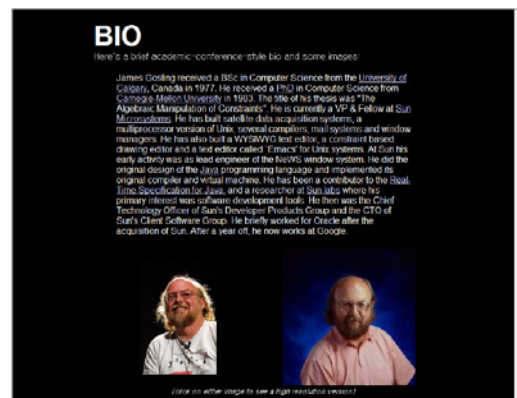 BIO
Here's a brief academic-conference-style bio and some images!
James Gosling received a BSc in Computer Science from the University of
Calgary, Canada in 1977. He received a PhD in Computer Science from
Carnegie-Mellon University in 1983. The title of his thesis was "The
Algebraic Manipulation of Constraints". He is currently a VP & Fellow at Sun
Microsystems. He has built satellite data acquisition systems, a
multiprocessor version of Unix, several compilers, mail systems and window
managers. He has also built a WYSIWYG text editor, a constraint based
drawing editor and a text editor called `Emacs' for Unix systems. At Sun his
early activity was as lead engineer of the NeWS window system. He did the
original design of the Java programming language and implemented its
original compiler and virtual machine. He has been a contributor to the Real-
Time Specification for Java, and a researcher at Sun labs where his
primary interest was software development tools. He then was the Chief
Technology Officer of Sun's Developer Products Group and the CTO of
Sun's Client Software Group. He briefly worked for Oracle after the
acquisition of Sun. After a year off, he now works at Google.
(click on either image to see a high resolution version)